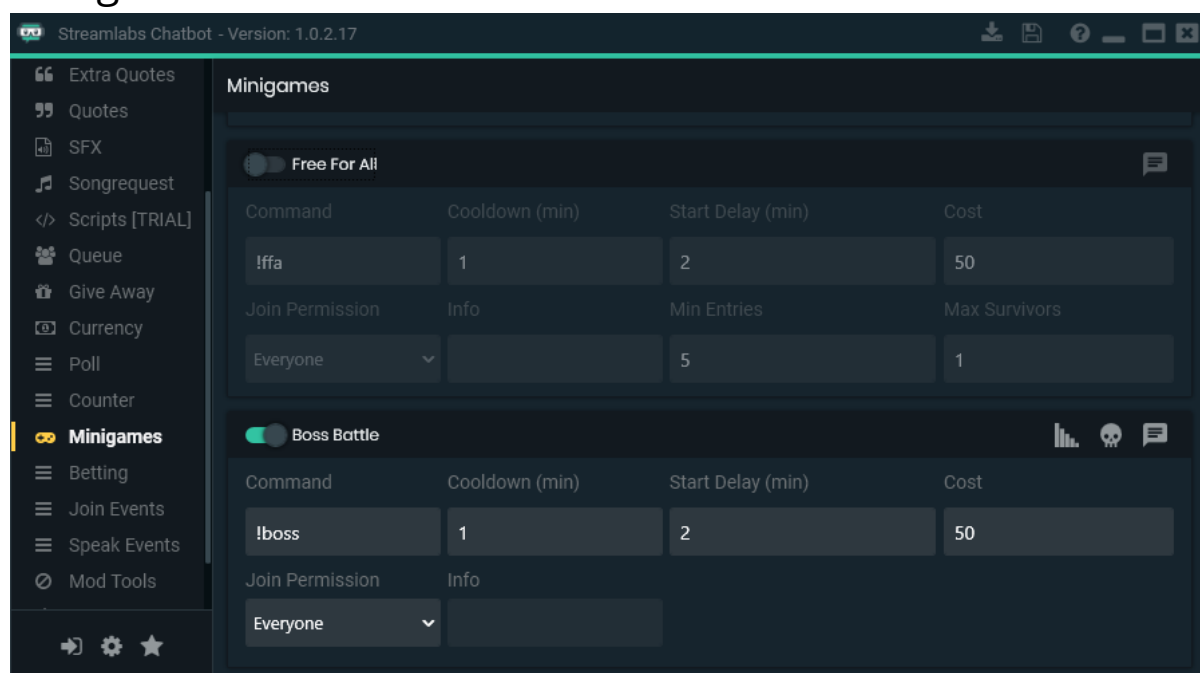 Streamlabs Chatbot - Version: 1.0.2.17
Extra Quotes
Quotes
SFX
Songrequest
Scripts [TRIAL]
Queue
Give Away
Currency
Poll
Counter
Minigames
Betting
Join Events
Speak Events
Mod Tools
Minigames
Free For All
Command Cooldown (min) Start Delay (min) Cost
!ffa 1 2 50
Join Permission Info Min Entries Max Survivors
Everyone 5 1
Boss Battle
Command Cooldown (min) Start Delay (min) Cost
!boss 1 2 50
Join Permission Info
Everyone